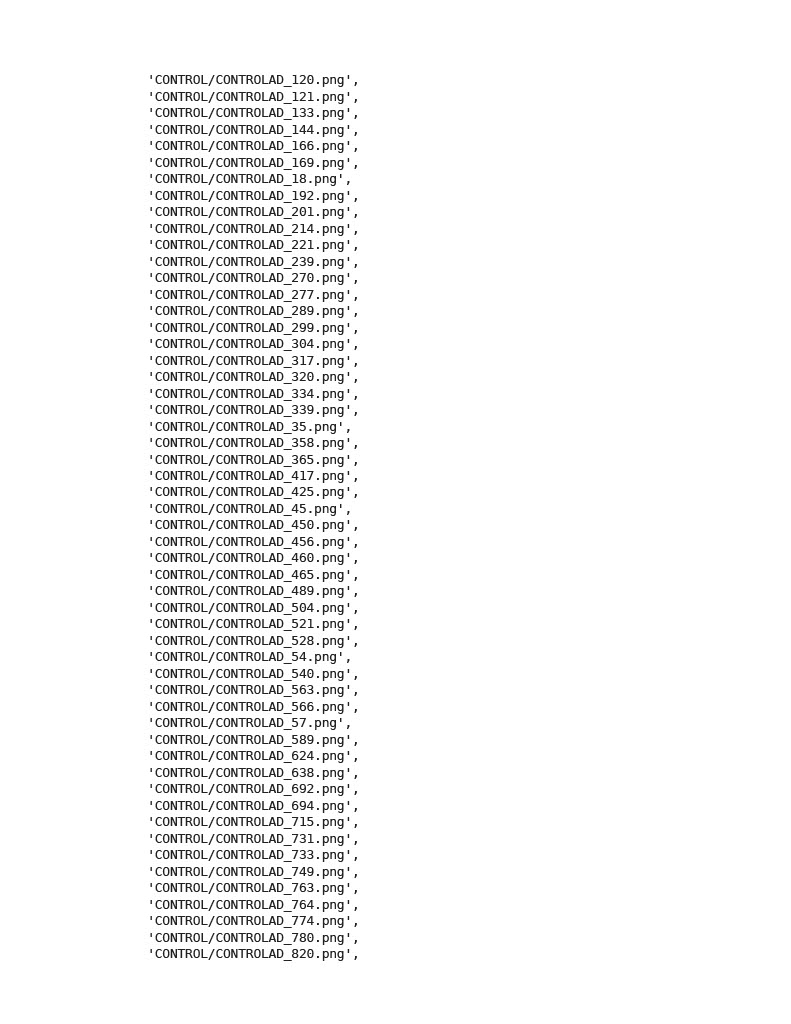 'CONTROL/CONTROLAD_120.png',
'CONTROL/CONTROLAD_121.png',
'CONTROL/CONTROLAD_133.png',
'CONTROL/CONTROLAD_144.png',
'CONTROL/CONTROLAD_166.png',
'CONTROL/CONTROLAD_169.png',
'CONTROL/CONTROLAD_18.png',
'CONTROL/CONTROLAD_192.png',
'CONTROL/CONTROLAD_201.png',
'CONTROL/CONTROLAD_214.png',
'CONTROL/CONTROLAD_221.png',
'CONTROL/CONTROLAD_239.png',
'CONTROL/CONTROLAD_270.png',
'CONTROL/CONTROLAD_277.png',
'CONTROL/CONTROLAD_289.png',
'CONTROL/CONTROLAD_299.png',
'CONTROL/CONTROLAD_304.png',
'CONTROL/CONTROLAD_317.png',
'CONTROL/CONTROLAD_320.png',
'CONTROL/CONTROLAD_334.png',
'CONTROL/CONTROLAD_339.png',
'CONTROL/CONTROLAD_35.png',
'CONTROL/CONTROLAD_358.png',
'CONTROL/CONTROLAD_365.png',
'CONTROL/CONTROLAD_417.png',
'CONTROL/CONTROLAD_425.png',
'CONTROL/CONTROLAD_45.png',
'CONTROL/CONTROLAD_450.png',
'CONTROL/CONTROLAD_456.png',
'CONTROL/CONTROLAD_460.png',
'CONTROL/CONTROLAD_465.png',
'CONTROL/CONTROLAD_489.png',
'CONTROL/CONTROLAD_504.png',
'CONTROL/CONTROLAD_521.png',
'CONTROL/CONTROLAD_528.png',
'CONTROL/CONTROLAD_54.png',
'CONTROL/CONTROLAD_540.png',
'CONTROL/CONTROLAD_563.png',
'CONTROL/CONTROLAD_566.png',
'CONTROL/CONTROLAD_57.png',
'CONTROL/CONTROLAD_589.png',
'CONTROL/CONTROLAD_624.png',
'CONTROL/CONTROLAD_638.png',
'CONTROL/CONTROLAD_692.png',
'CONTROL/CONTROLAD_694.png',
'CONTROL/CONTROLAD_715.png',
'CONTROL/CONTROLAD_731.png',
'CONTROL/CONTROLAD_733.png',
'CONTROL/CONTROLAD_749.png',
'CONTROL/CONTROLAD_763.png',
'CONTROL/CONTROLAD_764.png',
'CONTROL/CONTROLAD_774.png',
'CONTROL/CONTROLAD_780.png',
'CONTROL/CONTROLAD_820.png',